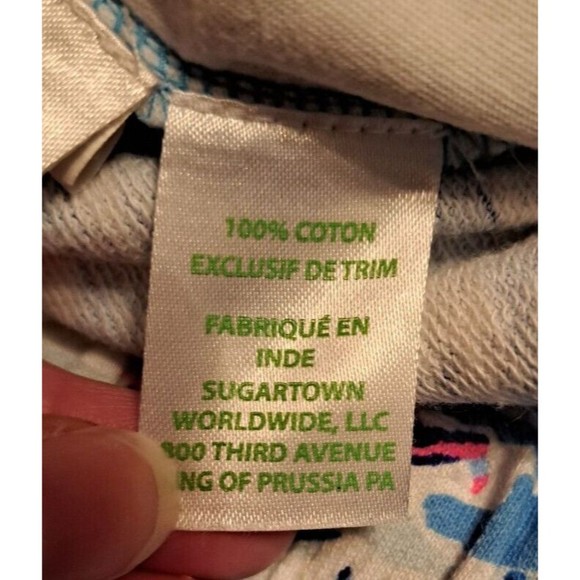 100% COTON
EXCLUSIF DE TRIM
FABRIQUÉ EN
INDE
SUGARTOWN
WORLDWIDE, LLC
THIRD AVENUE
OF PRUSSIA PA